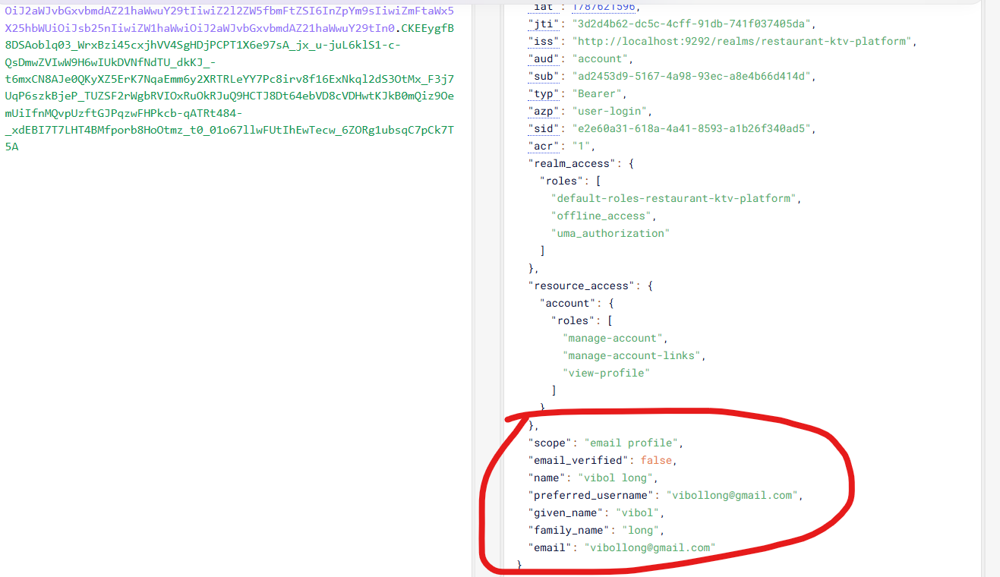 OiJ2aWJvbGxvbmdAZ21haWwuY29tIiwiZ2l2ZW5fbmFtZSI6InZpYm9sIiwiZmFtaWx5
X25hbWUiOiJsb25nIiwiZW1haWwiOiJ2aWJvbGxvbmdAZ21haWwuY29tIn0.CKEEygfB
8DSAoblq03_WrxBzi45cxjhVV4SgHDjPCPT1X6e97sA_jx_u-juL6klS1-c-
QsDmwZVIwW9H6wIUkDVNfNdTU_dkKJ_-
t6mxCN8AJe0QKyXZ5ErK7NqaEmm6y2XRTRLeYY7Pc8irv8f16ExNkql2dS3OtMx_F3j7
UqP6szkBjeP_TUZSF2rWgbRVIOxRuOkRJuQ9HCTJ8Dt64ebVD8cVDHwtKJkB0mQiz9Oe
mUiIfnMQvpUzftGJPqzwFHPkcb-qATRt484-
_xdEBI7T7LHT4BMfporb8HoOtmz_t0_01o67llwFUtIhEwTecw_6ZORg1ubsqC7pCk7T
5A
"iat": 1787621596,
"jti": "3d2d4b62-dc5c-4cff-91db-741f037405da",
"iss": "http://localhost:9292/realms/restaurant-ktv-platform",
"aud": "account",
"sub": "ad2453d9-5167-4a98-93ec-a8e4b66d414d",
"typ": "Bearer",
"azp": "user-login",
"sid": "e2e60a31-618a-4a41-8593-a1b26f340ad5",
"acr": "1",
"realm_access": {
"roles": [
"default-roles-restaurant-ktv-platform",
"offline_access",
"uma_authorization"
]
},
"resource_access": {
"account": {
"roles": [
"manage-account",
"manage-account-links",
"view-profile"
]
}
},
"scope": "email profile",
"email_verified": false,
"name": "vibol long",
"preferred_username": "vibollong@gmail.com",
"given_name": "vibol",
"family_name": "long",
"email": "vibollong@gmail.com"
}